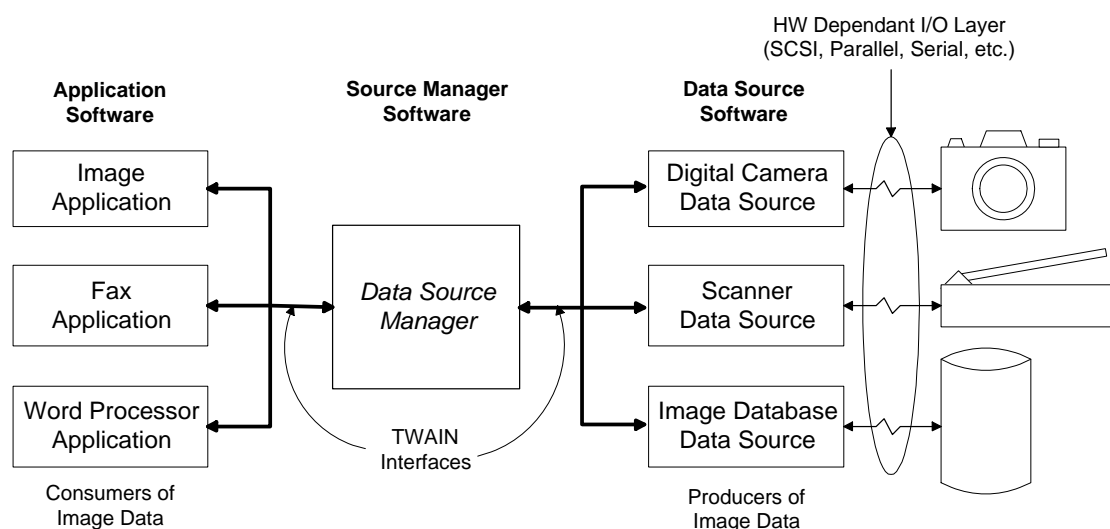 HW Dependant I/O Layer
(SCSI, Parallel, Serial, etc.)
Application
Software
Source Manager
Software
Data Source
Software
Image
Application
Digital Camera
Data Source
Fax
Application
Data Source
Manager
Scanner
Data Source
Word Processor
Application
TWAIN
Interfaces
Image Database
Data Source
Consumers of
Image Data
Producers of
Image Data